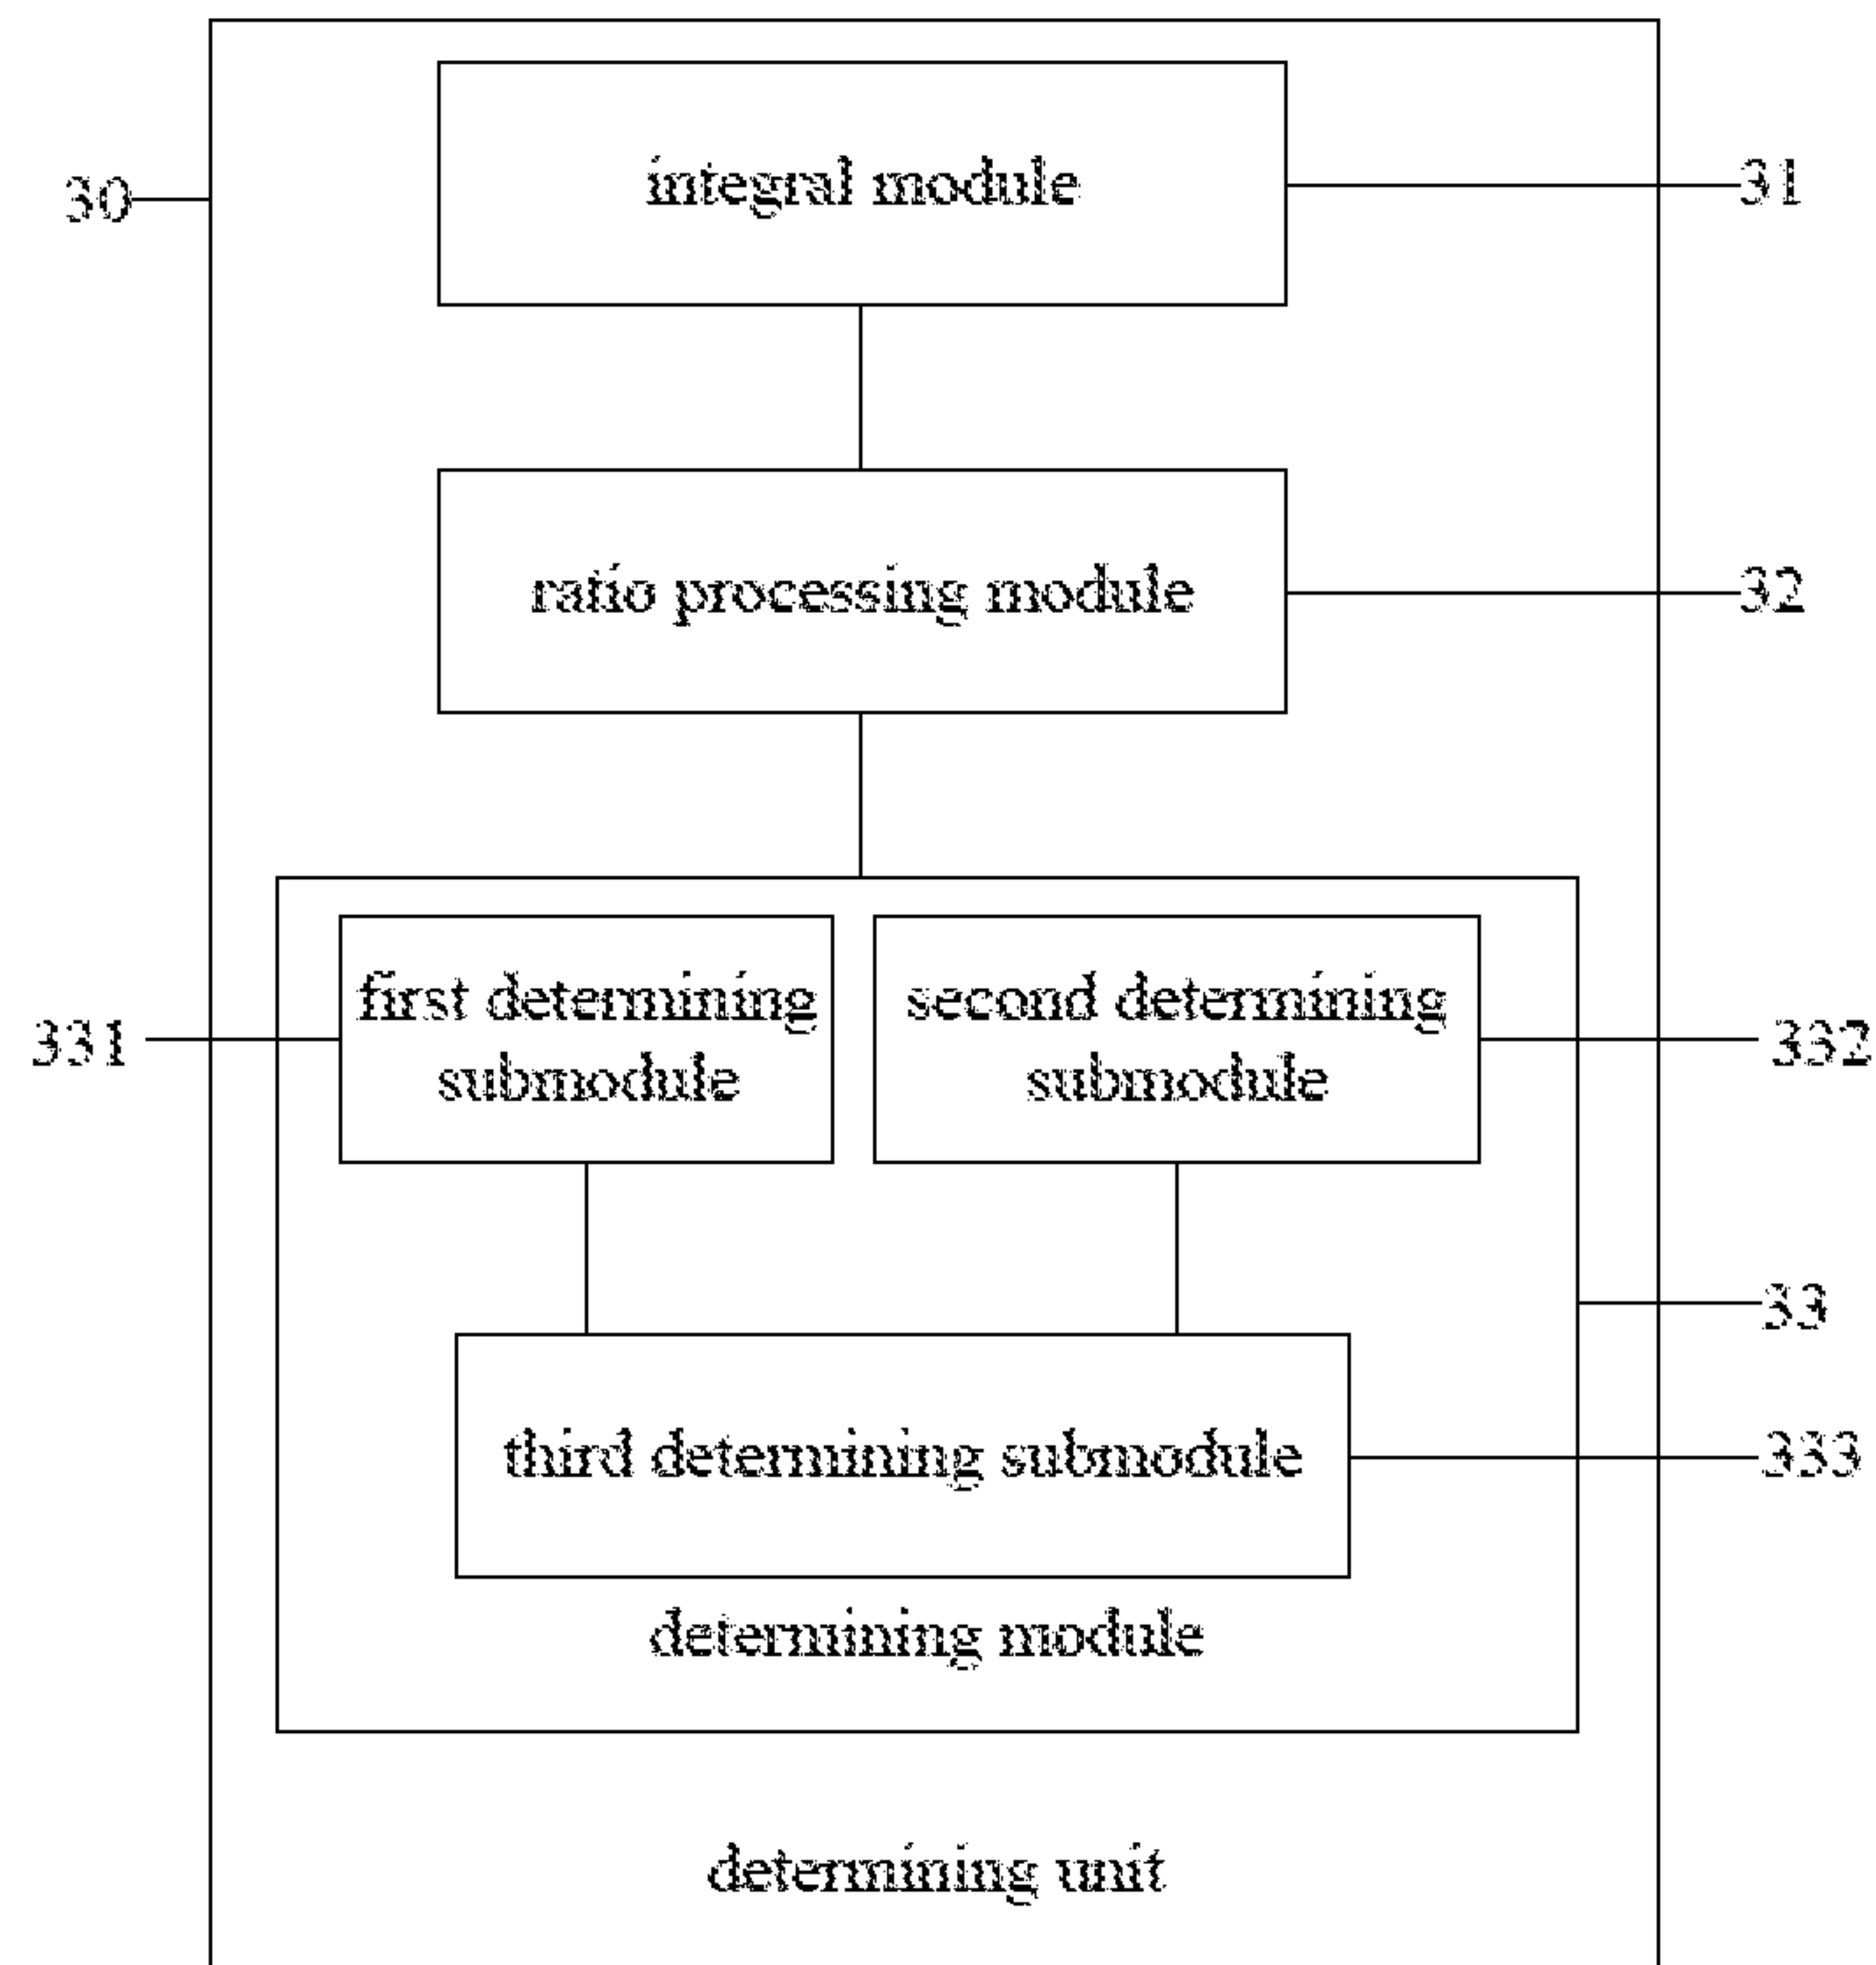 integral module
30
31
ratio processing module
32
first determining
submodule
second determining
submodule
331
332
33
third determining submodule
333
determining module
determining unit